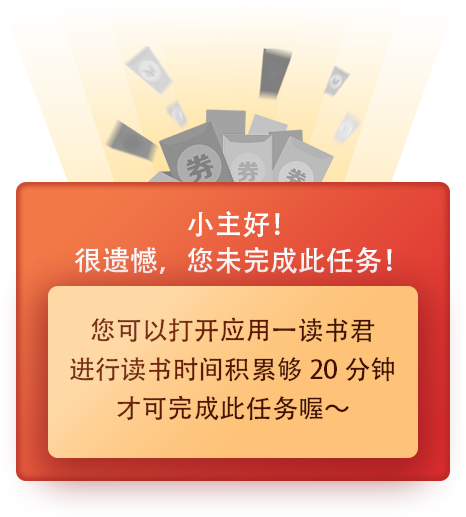 券
券
券
小主好！
很遗憾，您未完成此任务！
您可以打开应用一读书君
进行读书时间积累够 20 分钟
才可完成此任务喔～